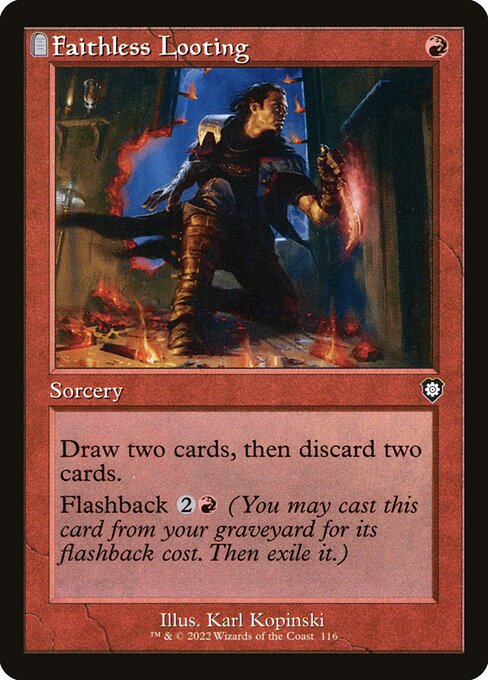 Faithless Looting
Sorcery
Draw two cards, then discard two
cards.
Flashback 2 (You may cast this
card from your graveyard for its
flashback cost. Then exile it.)
Illus. Karl Kopinski
™ & © 2022 Wizards of the Coast 116